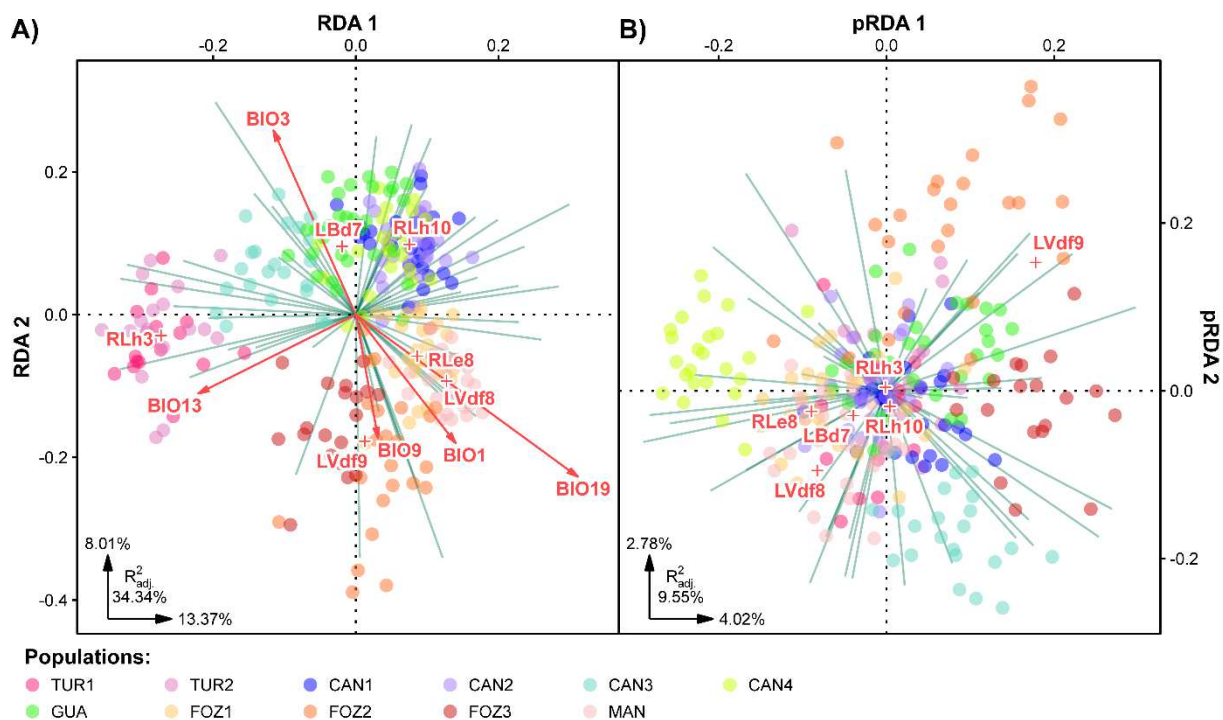 A)
RDA 1
-0.2
0.0
0.2
RDA 2
0.2
0.0
-0.2
-0.4
BIO3
LBd7
RLh10
RLh3
BIO13
RLe8
LVdf8
LVdf9
BIO9
BIO1
BIO19
8.01%
R²adj.
34.34%
13.37%
B)
pRDA 1
-0.2
0.0
0.2
pRDA 2
0.2
0.0
-0.2
LVdf9
RLh3
RLe8
LBd7
RLh10
LVdf8
2.78%
R²adj.
9.55%
4.02%
Populations:
TUR1 TUR2 CAN1 CAN2 CAN3 CAN4
GUA FOZ1 FOZ2 FOZ3 MAN